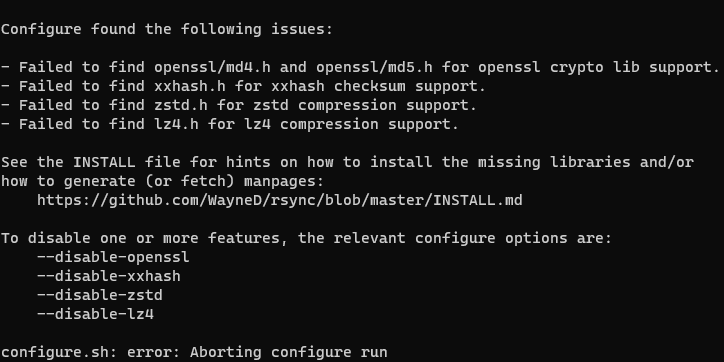 Configure found the following issues:

- Failed to find openssl/md4.h and openssl/md5.h for openssl crypto lib support.
- Failed to find xxhash.h for xxhash checksum support.
- Failed to find zstd.h for zstd compression support.
- Failed to find lz4.h for lz4 compression support.

See the INSTALL file for hints on how to install the missing libraries and/or
how to generate (or fetch) manpages:
    https://github.com/WayneD/rsync/blob/master/INSTALL.md

To disable one or more features, the relevant configure options are:
    --disable-openssl
    --disable-xxhash
    --disable-zstd
    --disable-lz4

configure.sh: error: Aborting configure run